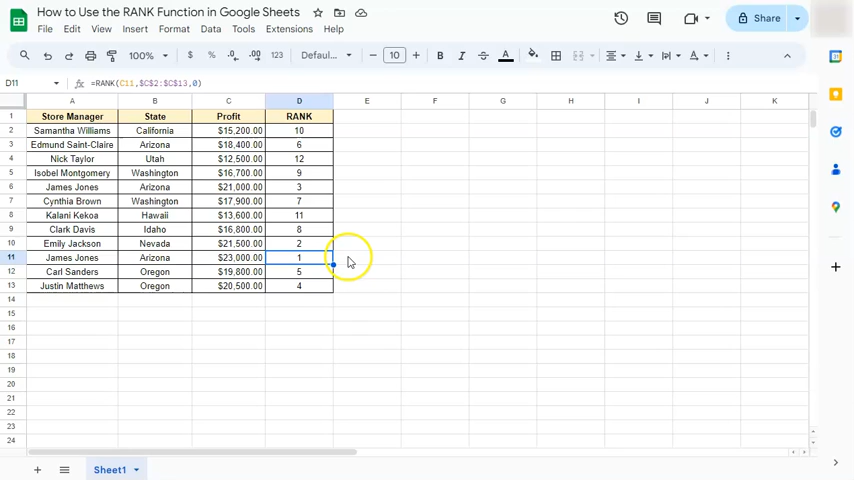 How to Use the RANK Function in Google Sheets
File Edit View Insert Format Data Tools Extensions Help
Share
100% .0 .00 123 Defaul... 10 B I A A
D11 fx =RANK(C11,$C$2:$C$13,0)
A B C D E F G H I J K
1 Store Manager State Profit RANK
2 Samantha Williams California $15,200.00 10
3 Edmund Saint-Claire Arizona $18,400.00 6
4 Nick Taylor Utah $12,500.00 12
5 Isobel Montgomery Washington $16,700.00 9
6 James Jones Arizona $21,000.00 3
7 Cynthia Brown Washington $17,900.00 7
8 Kalani Kekoa Hawaii $13,600.00 11
9 Clark Davis Idaho $16,800.00 8
10 Emily Jackson Nevada $21,500.00 2
11 James Jones Arizona $23,000.00 1
12 Carl Sanders Oregon $19,800.00 5
13 Justin Matthews Oregon $20,500.00 4
14
15
16
17
18
19
20
21
22
23
24
Sheet1